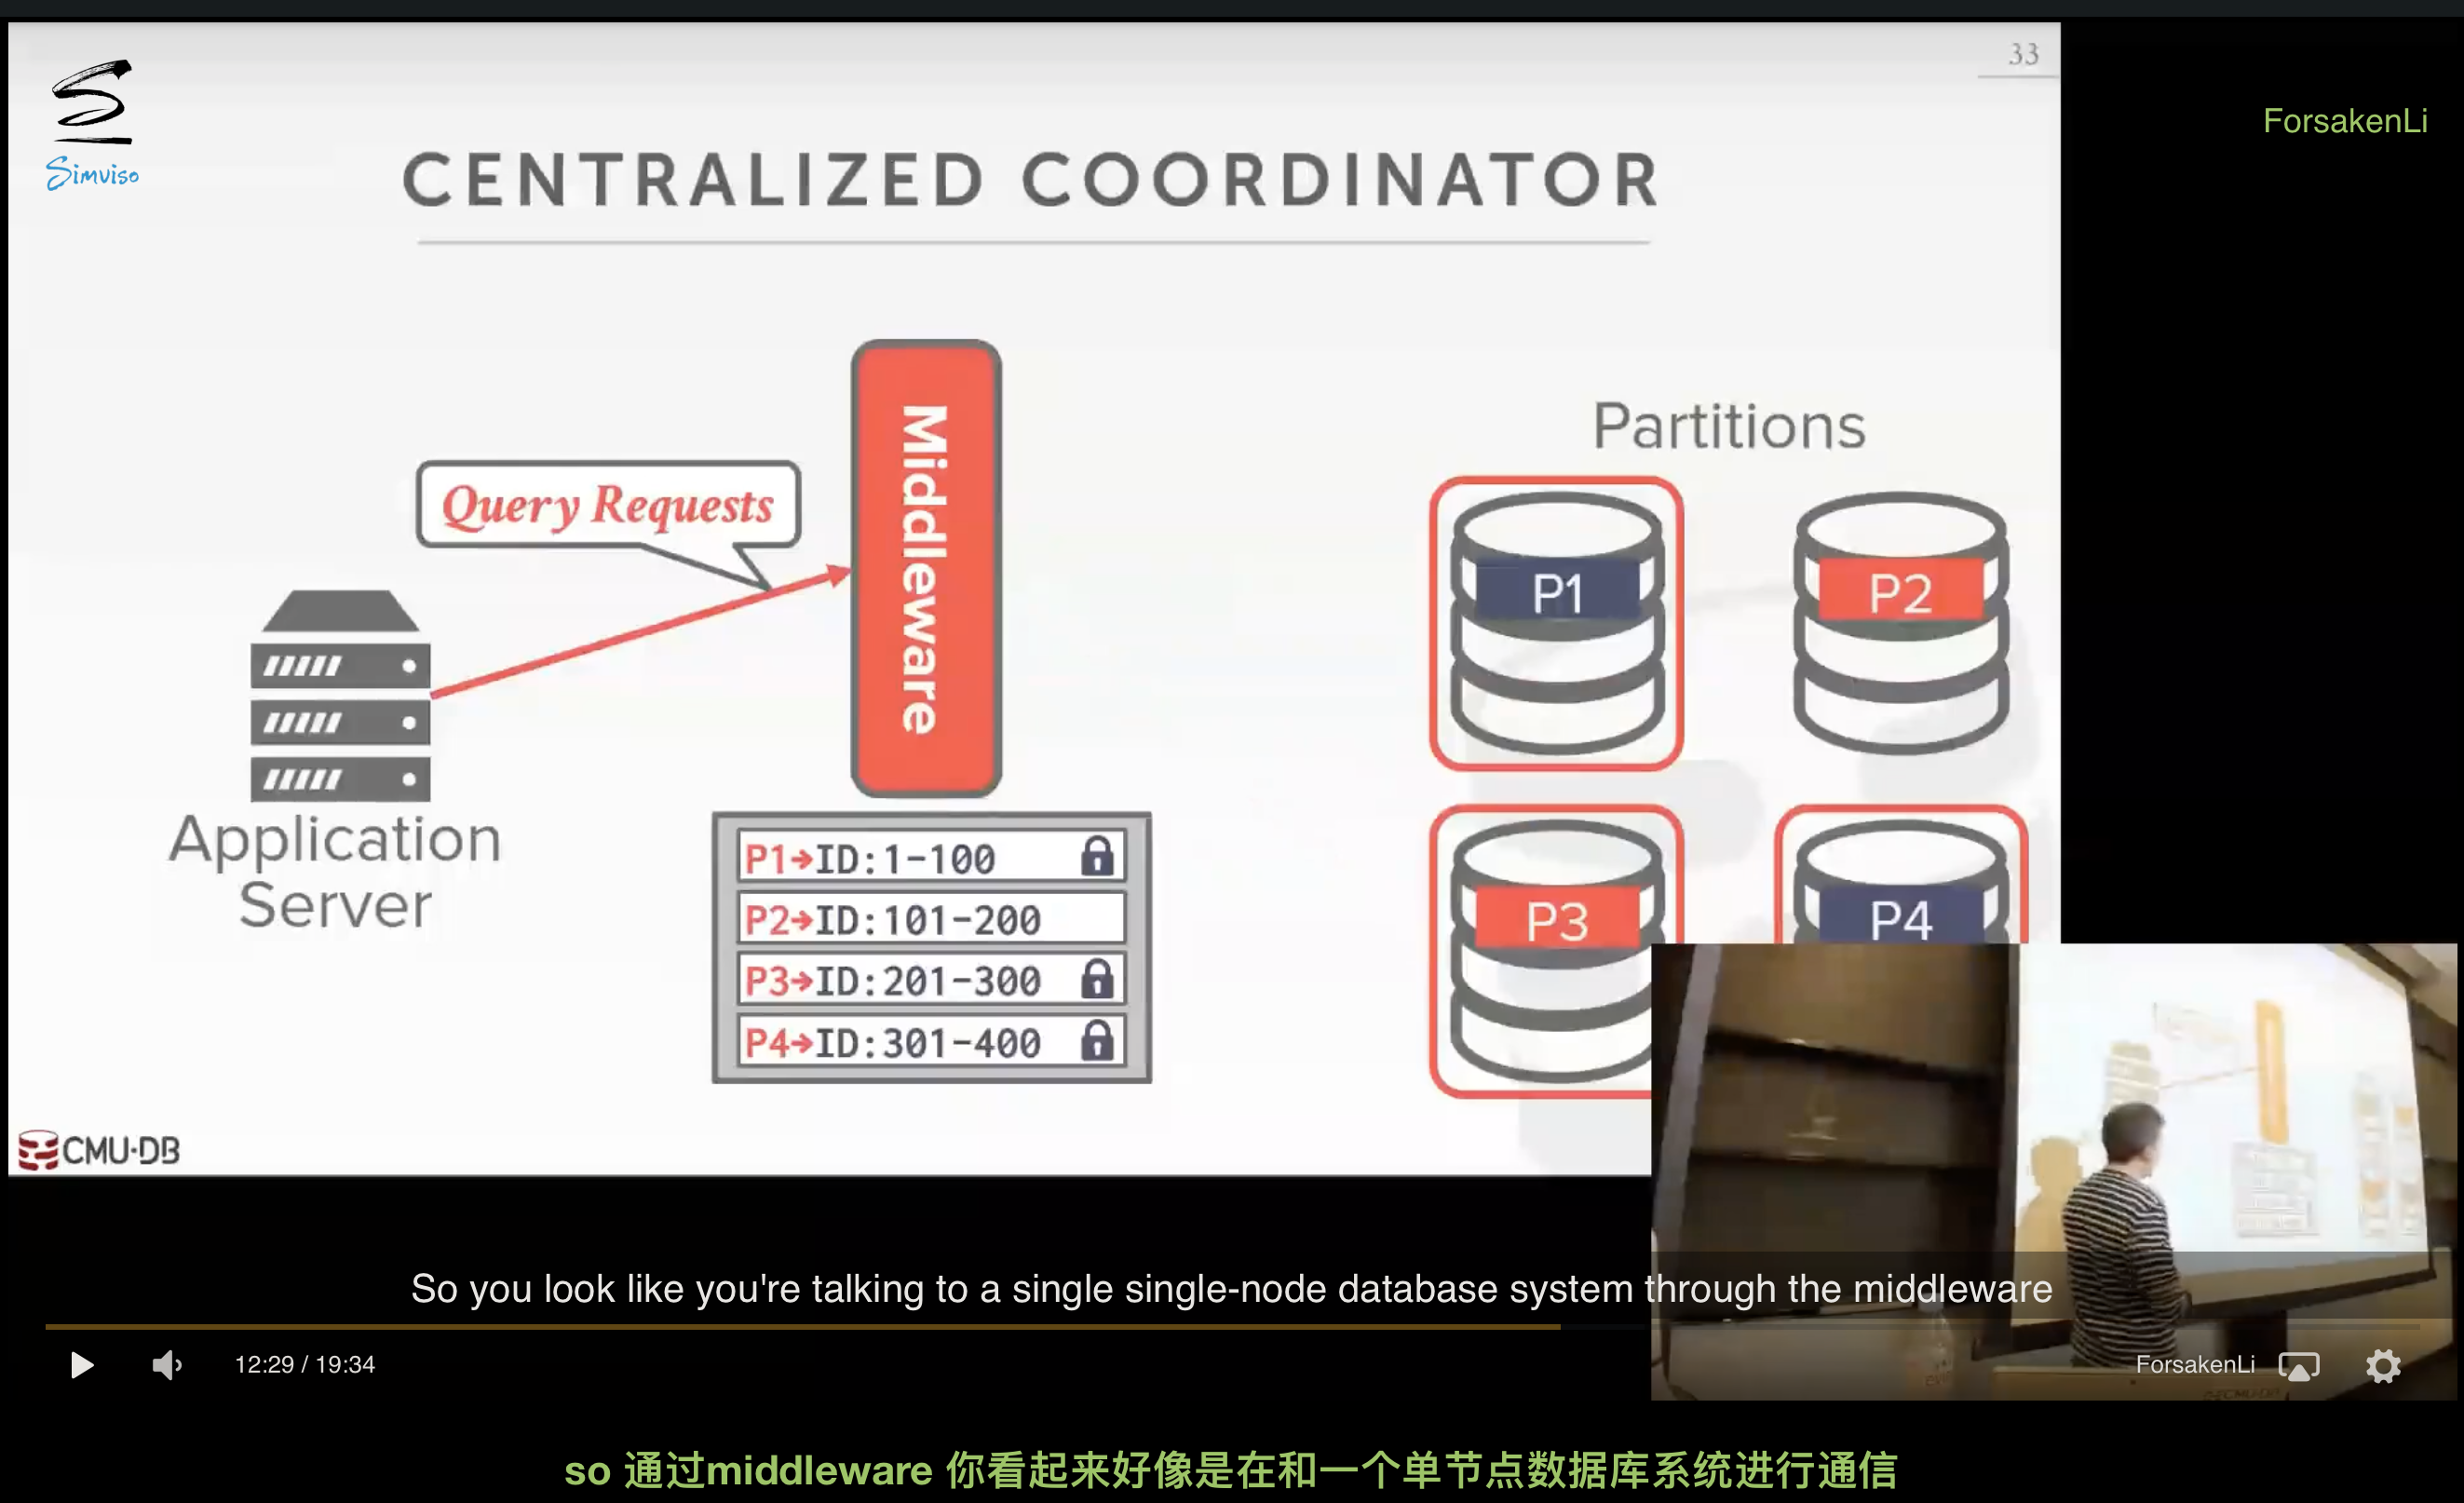 33
Simviso
ForsakenLi
CENTRALIZED COORDINATOR
Middleware
Query Requests
Partitions
P1
P2
Application
Server
P1→ID:1-100
P2→ID:101-200
P3→ID:201-300
P4→ID:301-400
P3
P4
CMU·DB
So you look like you're talking to a single single-node database system through the middleware
12:29 / 19:34
ForsakenLi
so 通过middleware 你看起来好像是在和一个单节点数据库系统进行通信